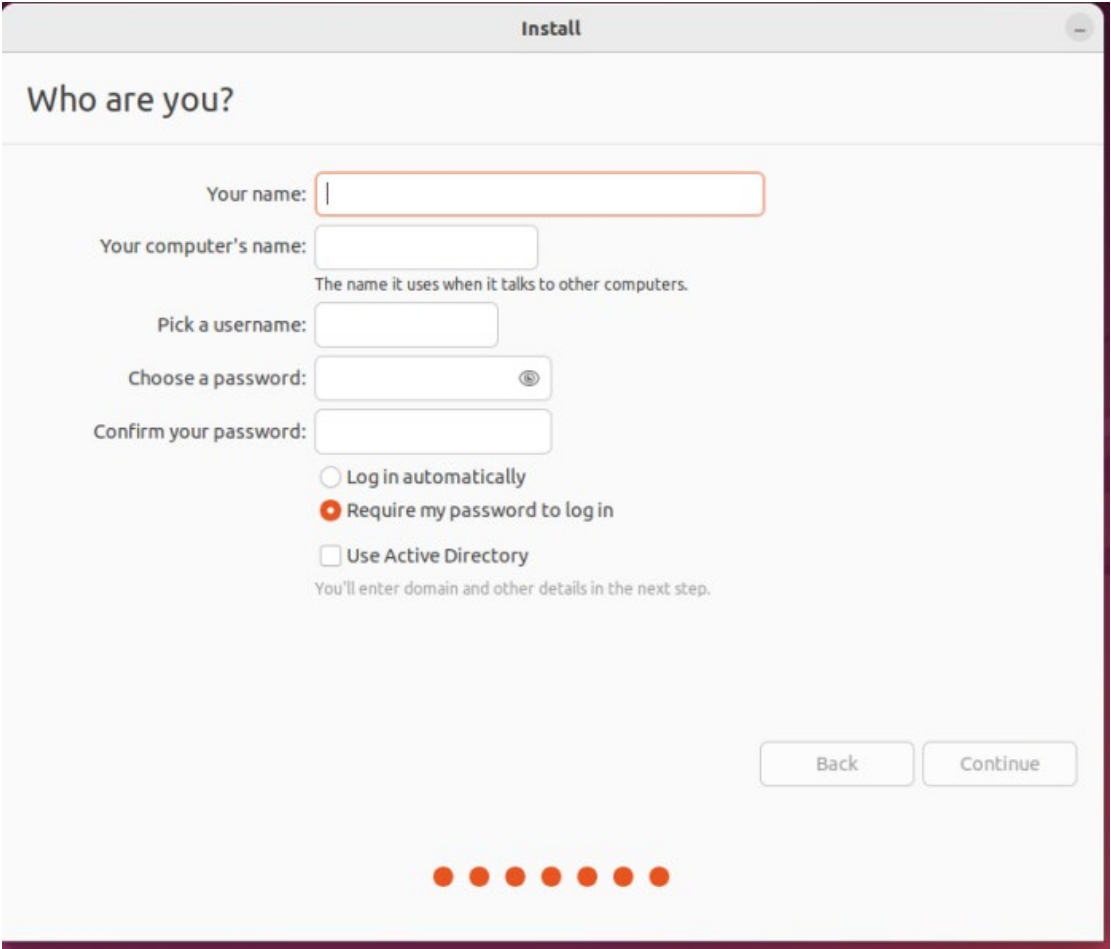 Install
Who are you?
Your name:
Your computer's name:
The name it uses when it talks to other computers.
Pick a username:
Choose a password:
Confirm your password:
Log in automatically
Require my password to log in
Use Active Directory
You'll enter domain and other details in the next step.
Back Continue